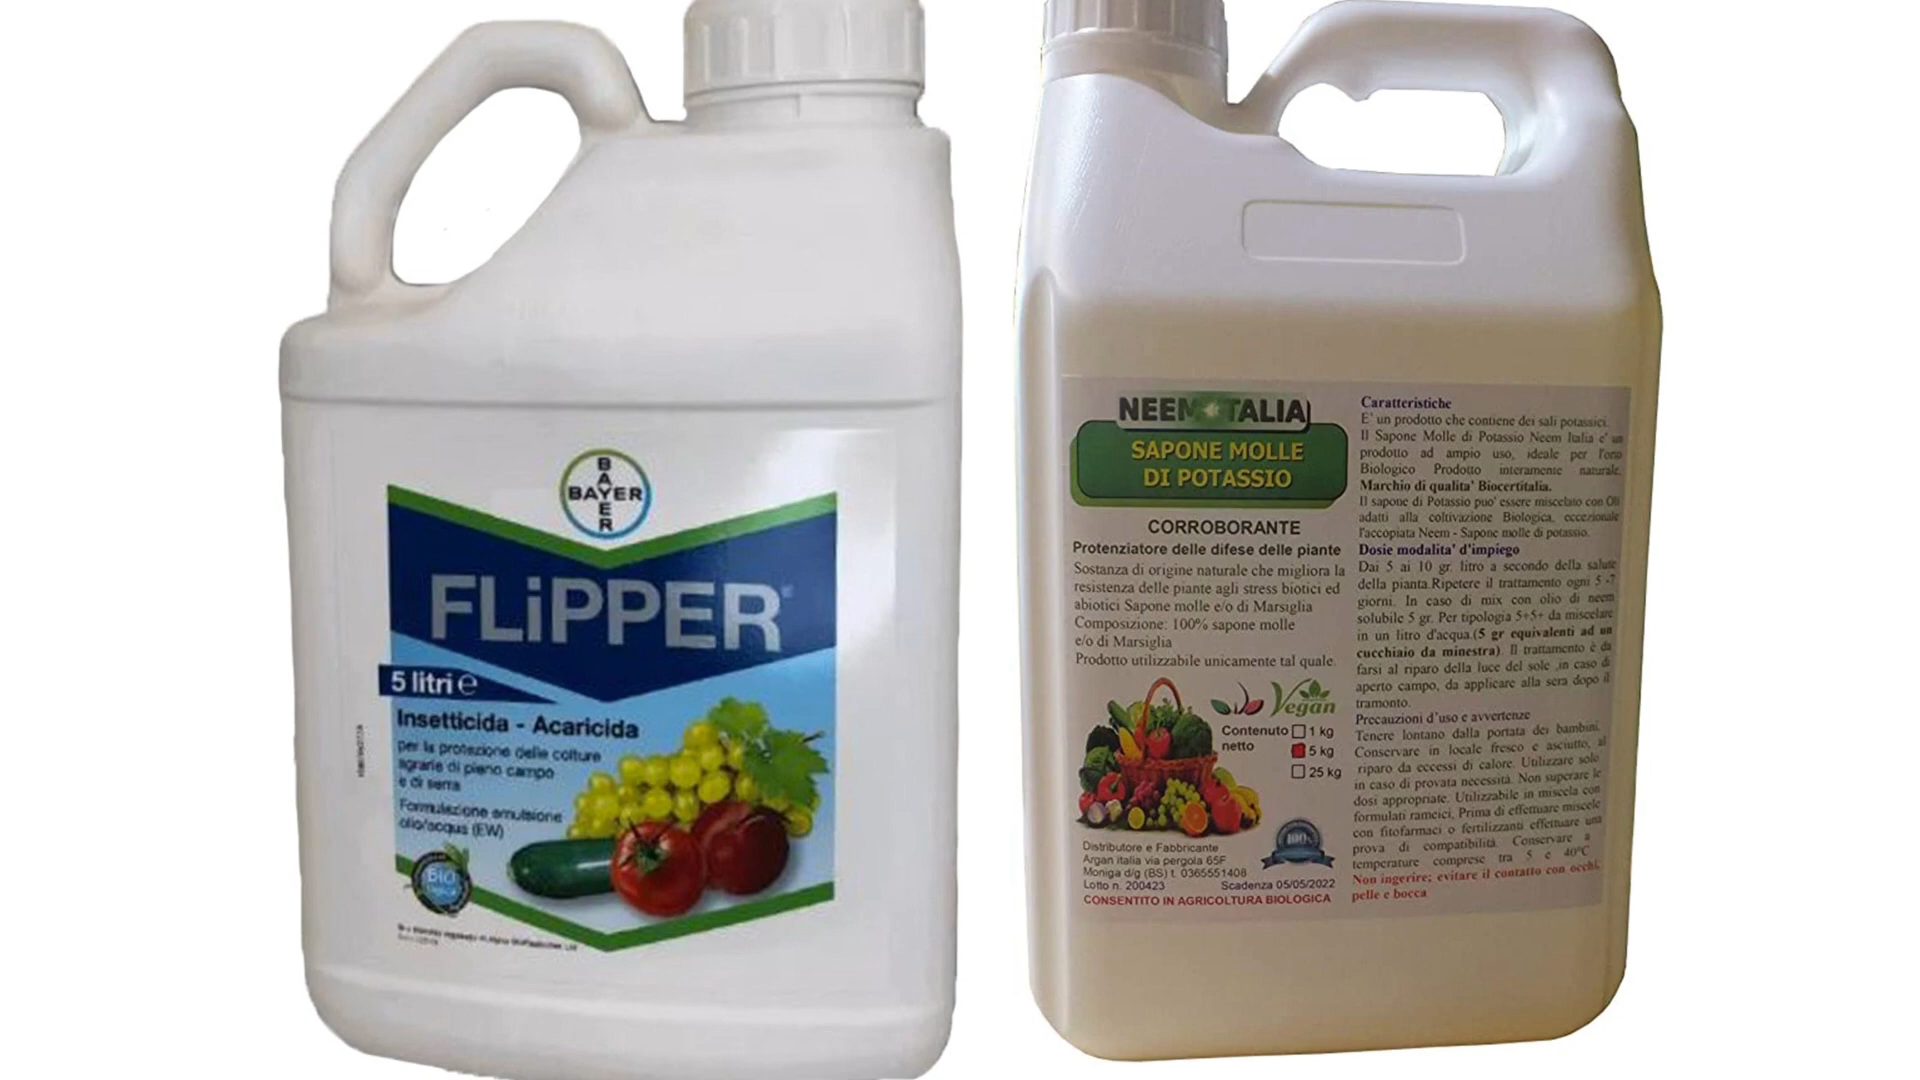 BAYER
BAYER
FLiPPER
5 litri e
Insetticida - Acaricida
per la protezione delle colture
agrarie di pieno campo
e di serra
Formulazione emulsione
olio/acqua (EW)
BIO
NEEM ITALIA
SAPONE MOLLE
DI POTASSIO
CORROBORANTE
Protenziatore delle difese delle piante
Sostanza di origine naturale che migliora la
resistenza delle piante agli stress biotici ed
abiotici Sapone molle e/o di Marsiglia
Composizione: 100% sapone molle
e/o di Marsiglia
Prodotto utilizzabile unicamente tal quale.
Vegan
Contenuto 1 kg
netto 5 kg
25 kg
100%
Distributore e Fabbricante
Argan italia via pergola 65F
Moniga d/g (BS) t. 0365551408
Lotto n. 200423 Scadenza 05/05/2022
CONSENTITO IN AGRICOLTURA BIOLOGICA
Caratteristiche
E' un prodotto che contiene dei sali potassici.
Il Sapone Molle di Potassio Neem Italia e' un
prodotto ad ampio uso, ideale per l'orto
Biologico Prodotto interamente naturale.
Marchio di qualita' Biocertitalia.
Il sapone di Potassio puo' essere miscelato con Oli
adatti alla coltivazione Biologica, eccezionale
l'accopiata Neem - Sapone molle di potassio.
Dosie modalita' d'impiego
Dai 5 ai 10 gr. litro a secondo della salute
della pianta.Ripetere il trattamento ogni 5 -7
giorni. In caso di mix con olio di neem
solubile 5 gr. Per tipologia 5+5+ da miscelare
in un litro d'acqua.(5 gr equivalenti ad un
cucchiaio da minestra). Il trattamento è da
farsi al riparo della luce del sole ,in caso di
aperto campo, da applicare alla sera dopo il
tramonto.
Precauzioni d'uso e avvertenze
Tenere lontano dalla portata dei bambini,
Conservare in locale fresco e asciutto, al
riparo da eccessi di calore. Utilizzare solo
in caso di provata necessità. Non superare le
dosi appropriate. Utilizzabile in miscela con
formulati rameici, Prima di effettuare miscele
con fitofarmaci o fertilizzanti effettuare una
prova di compatibilità. Conservare a
temperature comprese tra 5 e 40°C
Non ingerire; evitare il contatto con occhi,
pelle e bocca